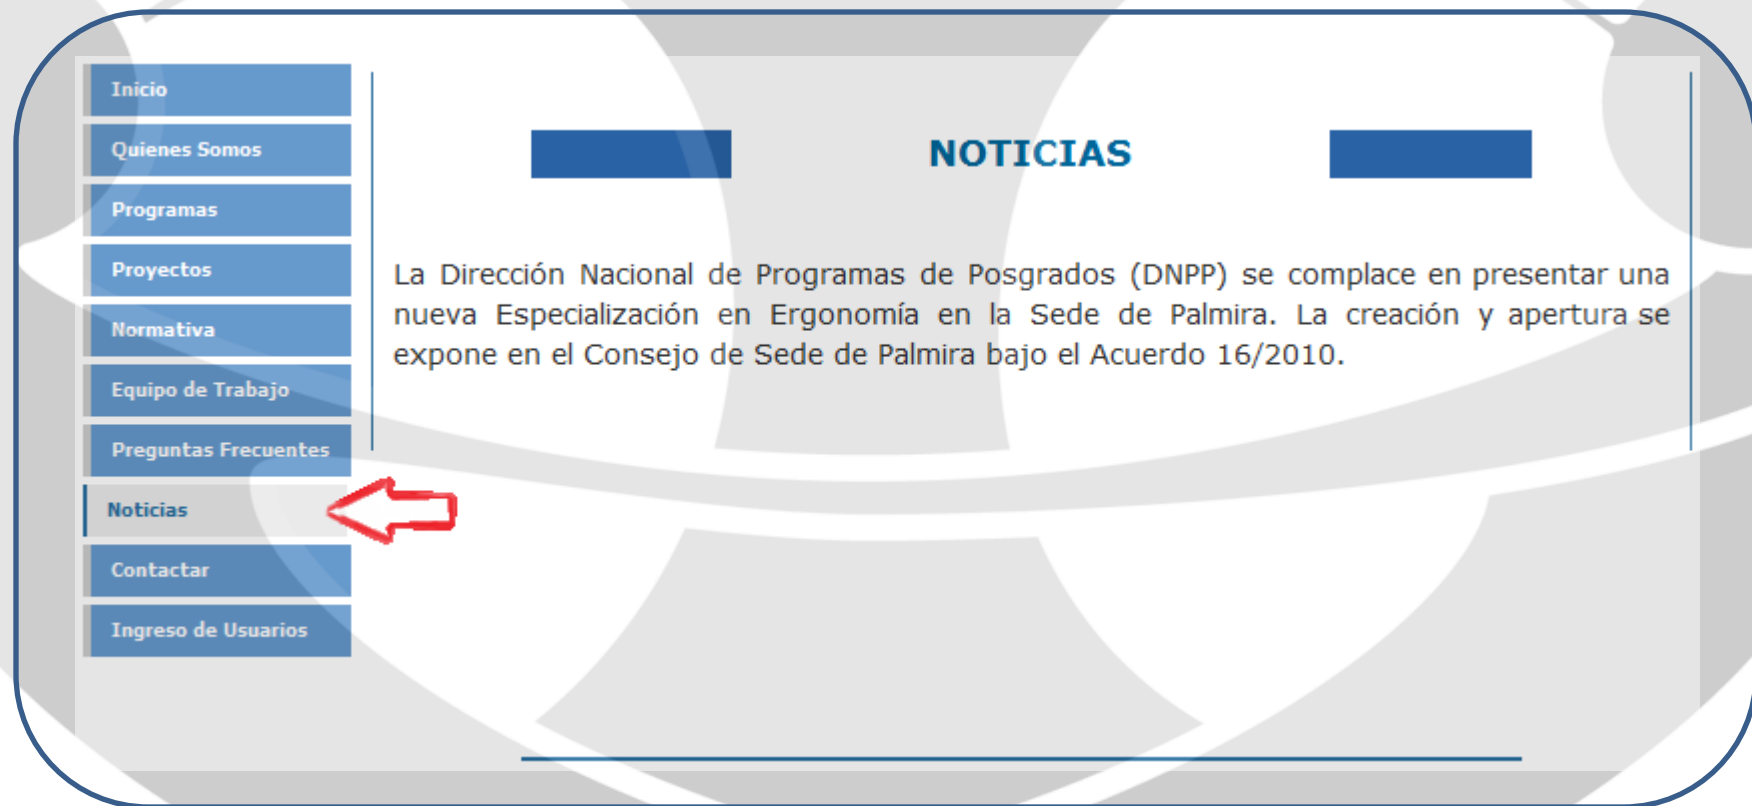 Inicio
Quienes Somos
Programas
Proyectos
Normativa
Equipo de Trabajo
Preguntas Frecuentes
Noticias
Contactar
Ingreso de Usuarios
NOTICIAS
La Dirección Nacional de Programas de Posgrados (DNPP) se complace en presentar una
nueva Especialización en Ergonomía en la Sede de Palmira. La creación y apertura se
expone en el Consejo de Sede de Palmira bajo el Acuerdo 16/2010.